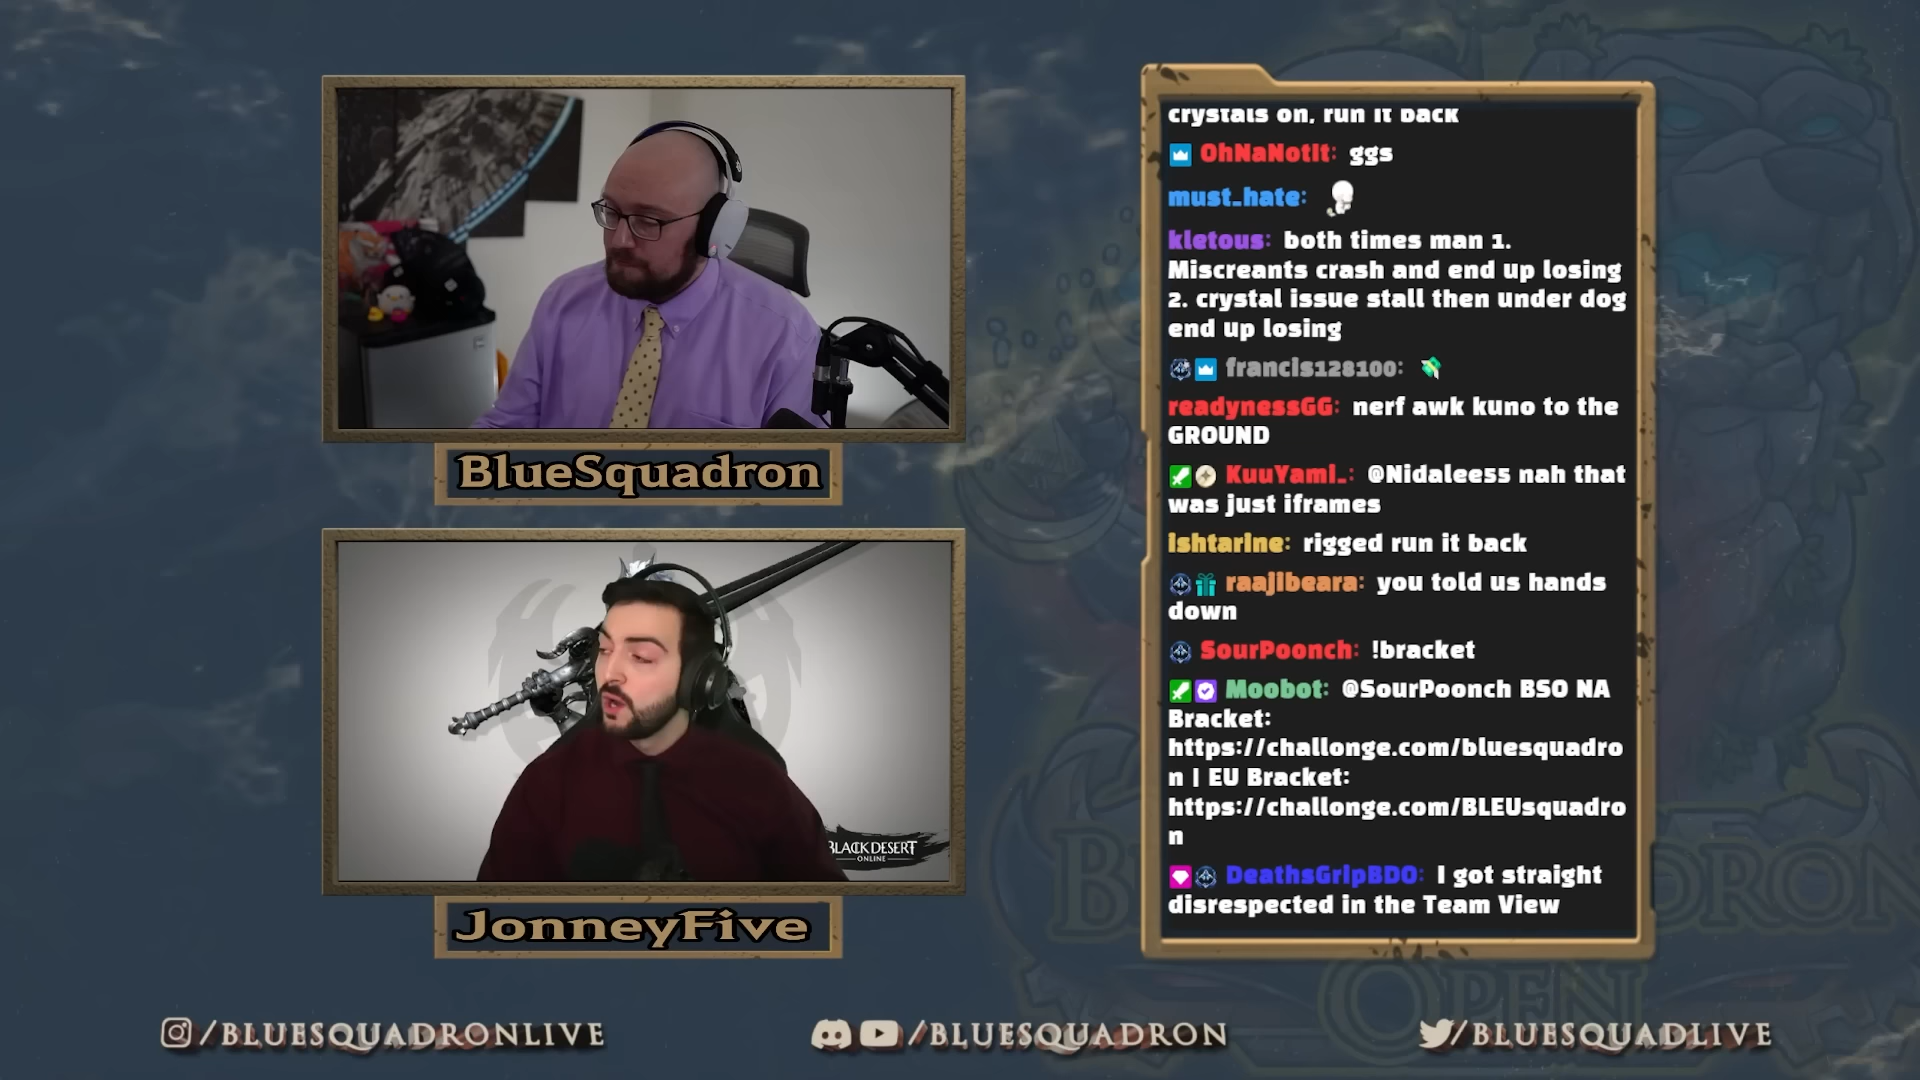 crystals on, run it back
OhNaNotIt: ggs
must_hate:
kletous: both times man 1.
Miscreants crash and end up losing
2. crystal issue stall then under dog
end up losing
francis128100:
readynessGG: nerf awk kuno to the
GROUND
KuuYami_: @Nidaleess nah that
was just iframes
ishtarine: rigged run it back
raajibeara: you told us hands
down
SourPoonch: !bracket
Moobot: @SourPoonch BSO NA
Bracket:
https://challonge.com/bluesquadro
n | EU Bracket:
https://challonge.com/BLEUsquadro
n
DeathsGripBDO: I got straight
disrespected in the Team View
BlueSquadron
BLACK DESERT
ONLINE
JonneyFive
OPEN
/BLUESQUADRONLIVE
/BLUESQUADRON
/BLUESQUADLIVE